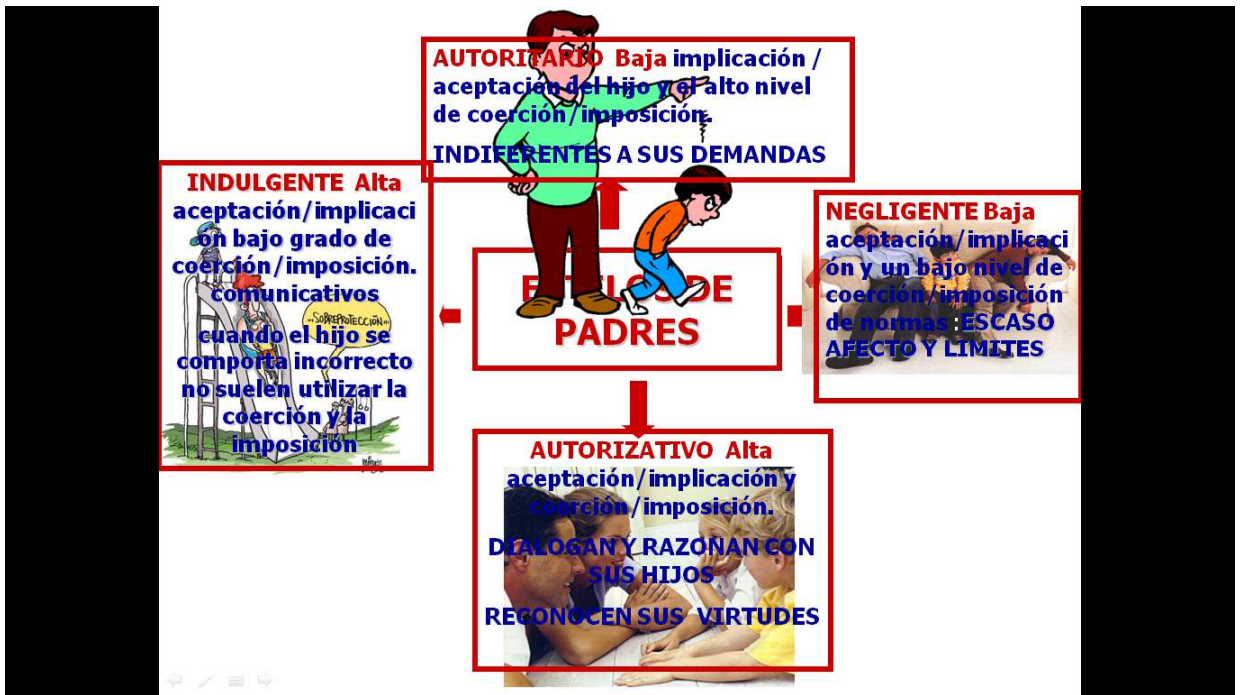 AUTORITARIO Baja implicación /
aceptación del hijo y el alto nivel
de coerción/imposición.
INDIFERENTES A SUS DEMANDAS
INDULGENTE Alta
aceptación/implicaci
ón bajo grado de
coerción/imposición.
comunicativos
...SOBREPROTECCIÓN...
cuando el hijo se
comporta incorrecto
no suelen utilizar la
coerción y la
imposición
DE
PADRES
NEGLIGENTE Baja
aceptación/implicaci
ón y un bajo nivel de
coerción/imposición
de normas :ESCASO
AFECTO Y LIMITES
AUTORIZATIVO Alta
aceptación/implicación y
coerción/imposición.
DIALOGAN Y RAZONAN CON
SUS HIJOS
RECONOCEN SUS VIRTUDES